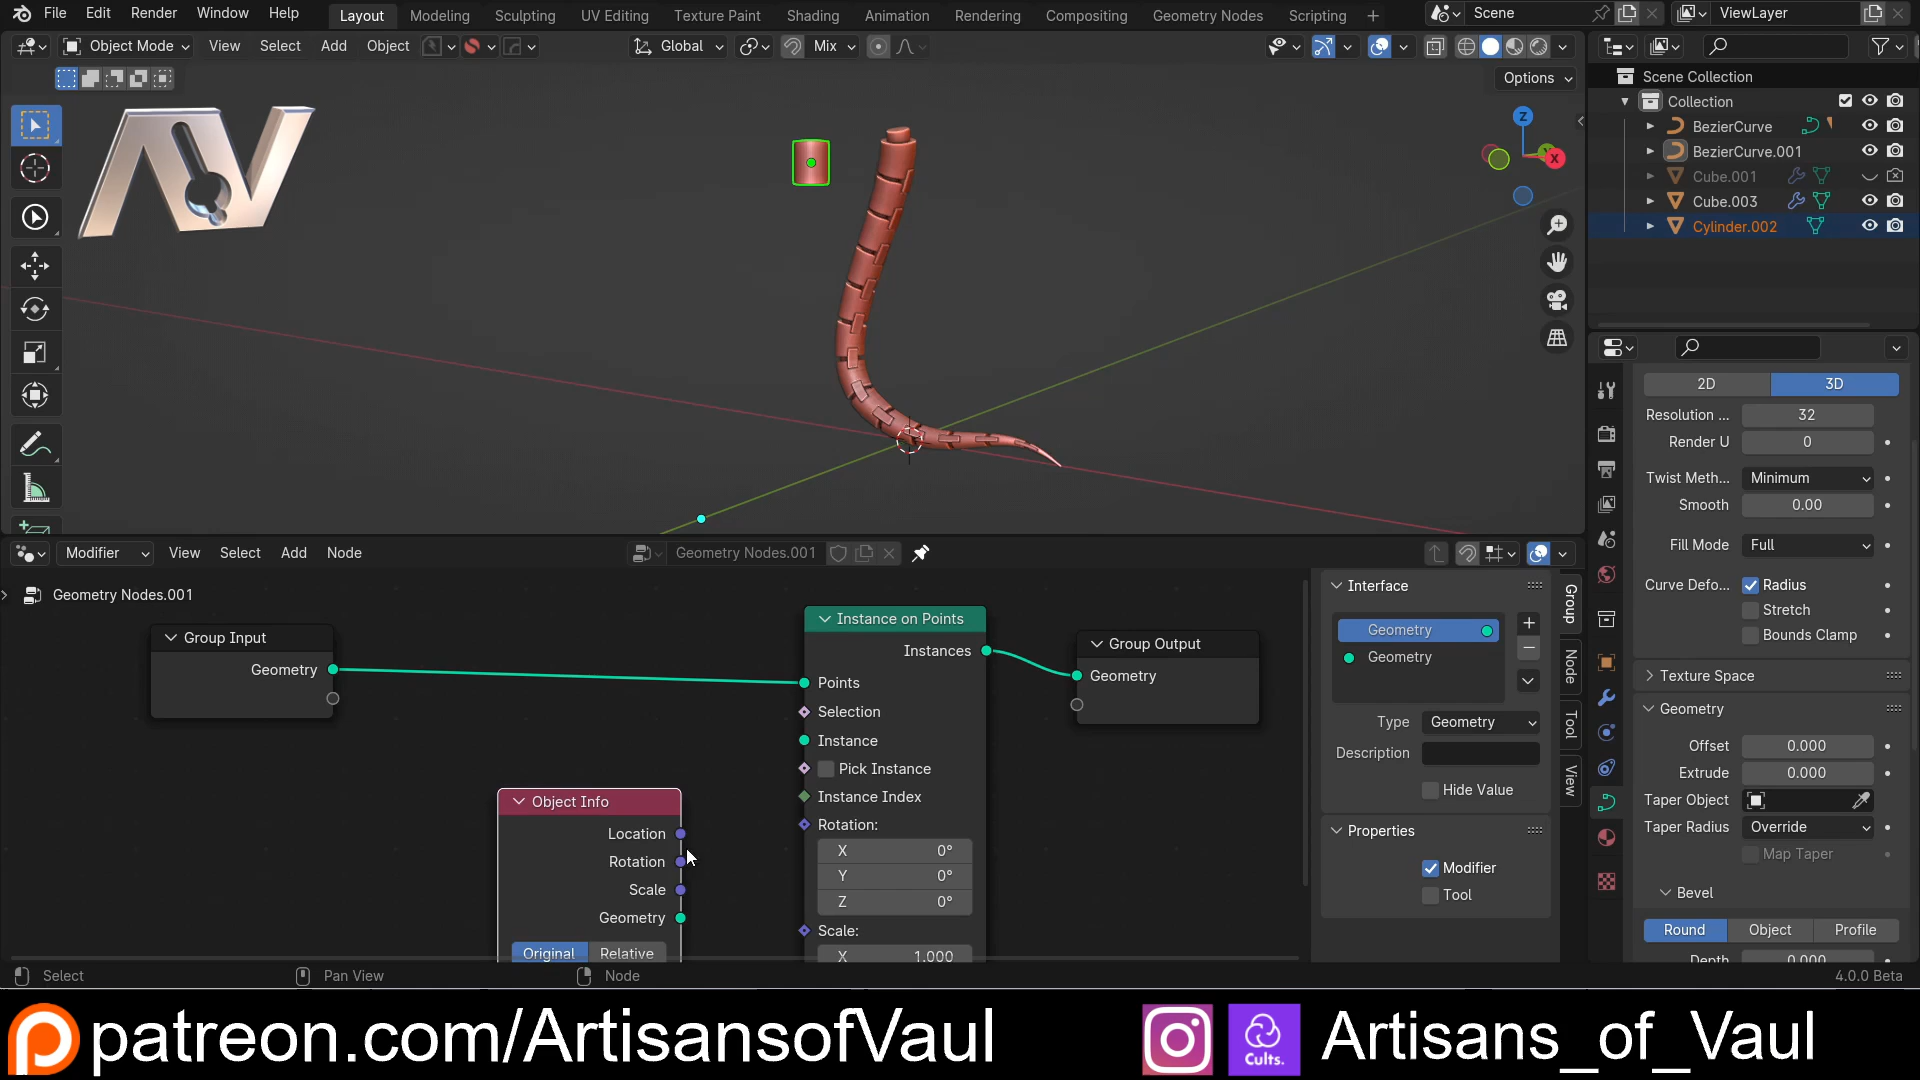 File Edit Render Window Help Layout Modeling Sculpting UV Editing Texture Paint Shading Animation Rendering Compositing Geometry Nodes Scripting + Scene ViewLayer
Object Mode View Select Add Object Global Mix
Options
Scene Collection
Collection
BezierCurve
BezierCurve.001
Cube.001
Cube.003
Cylinder.002
Z
Y
X
AV
2D 3D
Resolution ... 32
Render U 0
Twist Meth... Minimum
Smooth 0.00
Fill Mode Full
Curve Defo... Radius
Stretch
Bounds Clamp
Texture Space
Geometry
Offset 0.000
Extrude 0.000
Taper Object
Taper Radius Override
Map Taper
Bevel
Round Object Profile
Depth 0.000
Modifier View Select Add Node Geometry Nodes.001
Geometry Nodes.001
Group Input
Geometry
Object Info
Location
Rotation
Scale
Geometry
Original Relative
Instance on Points
Instances
Points
Selection
Instance
Pick Instance
Instance Index
Rotation:
X 0°
Y 0°
Z 0°
Scale:
X 1.000
Group Output
Geometry
Interface
Geometry
Geometry
Type Geometry
Description
Hide Value
Properties
Modifier
Tool
Group
Node
Tool
View
Select Pan View Node 4.0.0 Beta
patreon.com/ArtisansofVaul
Cults.
Artisans_of_Vaul